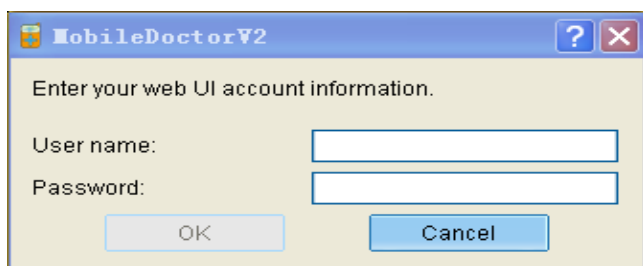 MobileDoctorV2
Enter your web UI account information.
User name:
Password:
OK Cancel